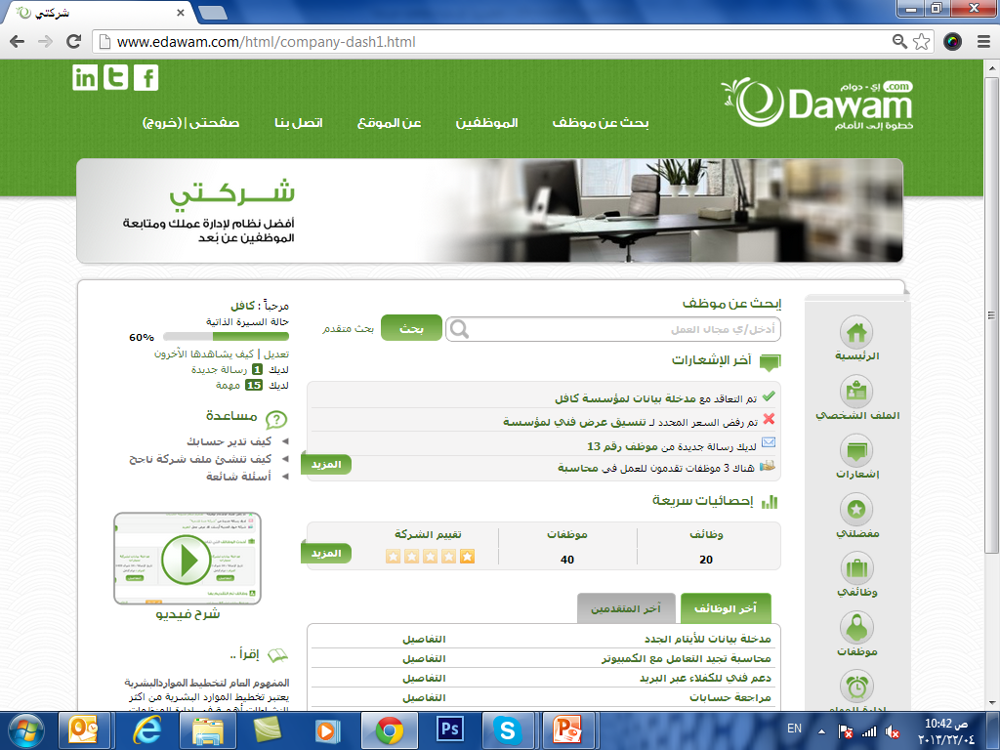 شركتي
www.edawam.com/html/company-dash1.html
إي - دوام .com
Dawam
خطوة إلى الأمام
in t f
بحث عن موظف
الموظفين
عن الموقع
اتصل بنا
صفحتى | (خروج)
شركتي
أفضل نظام لإدارة عملك ومتابعة
الموظفين عن بُعد
الرئيسية
الملف الشخصي
إشعارات
مفضلتي
وظائفي
موظفات
إبحث عن موظف
أدخل/ي مجال العمل
بحث
بحث متقدم
آخر الإشعارات
تم التعاقد مع مدخلة بيانات لمؤسسة كافل
تم رفض السعر المحدد لـ تنسيق عرض فني لمؤسسة
لديك رسالة جديدة من موظف رقم 13
هناك 3 موظفات تقدمون للعمل في محاسبة
المزيد
إحصائيات سريعة
وظائف
موظفات
تقييم الشركة
20
40
المزيد
آخر الوظائف
آخر المتقدمين
مدخلة بيانات للأيتام الجدد التفاصيل
محاسبة تجيد التعامل مع الكمبيوتر التفاصيل
دعم فني للكفلاء عبر البريد التفاصيل
مراجعة حسابات التفاصيل
مرحباً : كافل
حالة السيرة الذاتية
60%
تعديل | كيف يشاهدها الآخرون
لديك 1 رسالة جديدة
لديك 15 مهمة
مساعدة
كيف تدير حسابك
كيف تنشئ ملف شركة ناجح
أسئلة شائعة
شرح فيديو
إقرأ ..
المفهوم العام لتخطيط المواردالبشرية
يعتبر تخطيط الموارد البشرية من اكثر
Ps
EN
10:42 ص
٢٠١٣/٢٢/٠٤